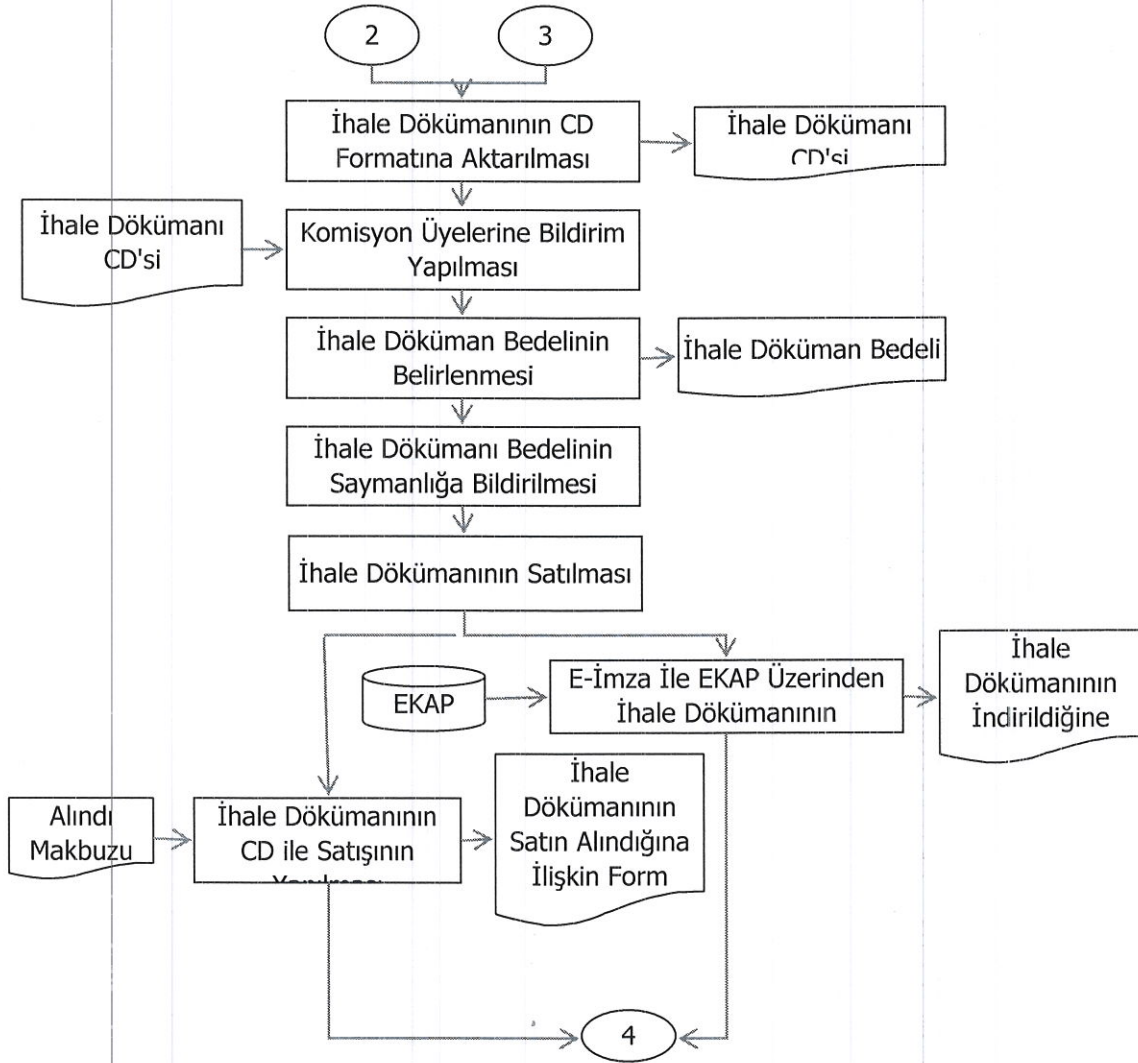 2
3
İhale Dökümanının CD
Formatına Aktarılması
İhale Dökümanı
CD'si
İhale Dökümanı
CD'si
Komisyon Üyelerine Bildirim
Yapılması
İhale Döküman Bedelinin
Belirlenmesi
İhale Döküman Bedeli
İhale Dökümanı Bedelinin
Saymanlığa Bildirilmesi
İhale Dökümanının Satılması
EKAP
E-İmza İle EKAP Üzerinden
İhale Dökümanının
İhale
Dökümanının
İndirildiğine
Alındı
Makbuzu
İhale Dökümanının
CD ile Satışının
İhale
Dökümanının
Satın Alındığına
İlişkin Form
4